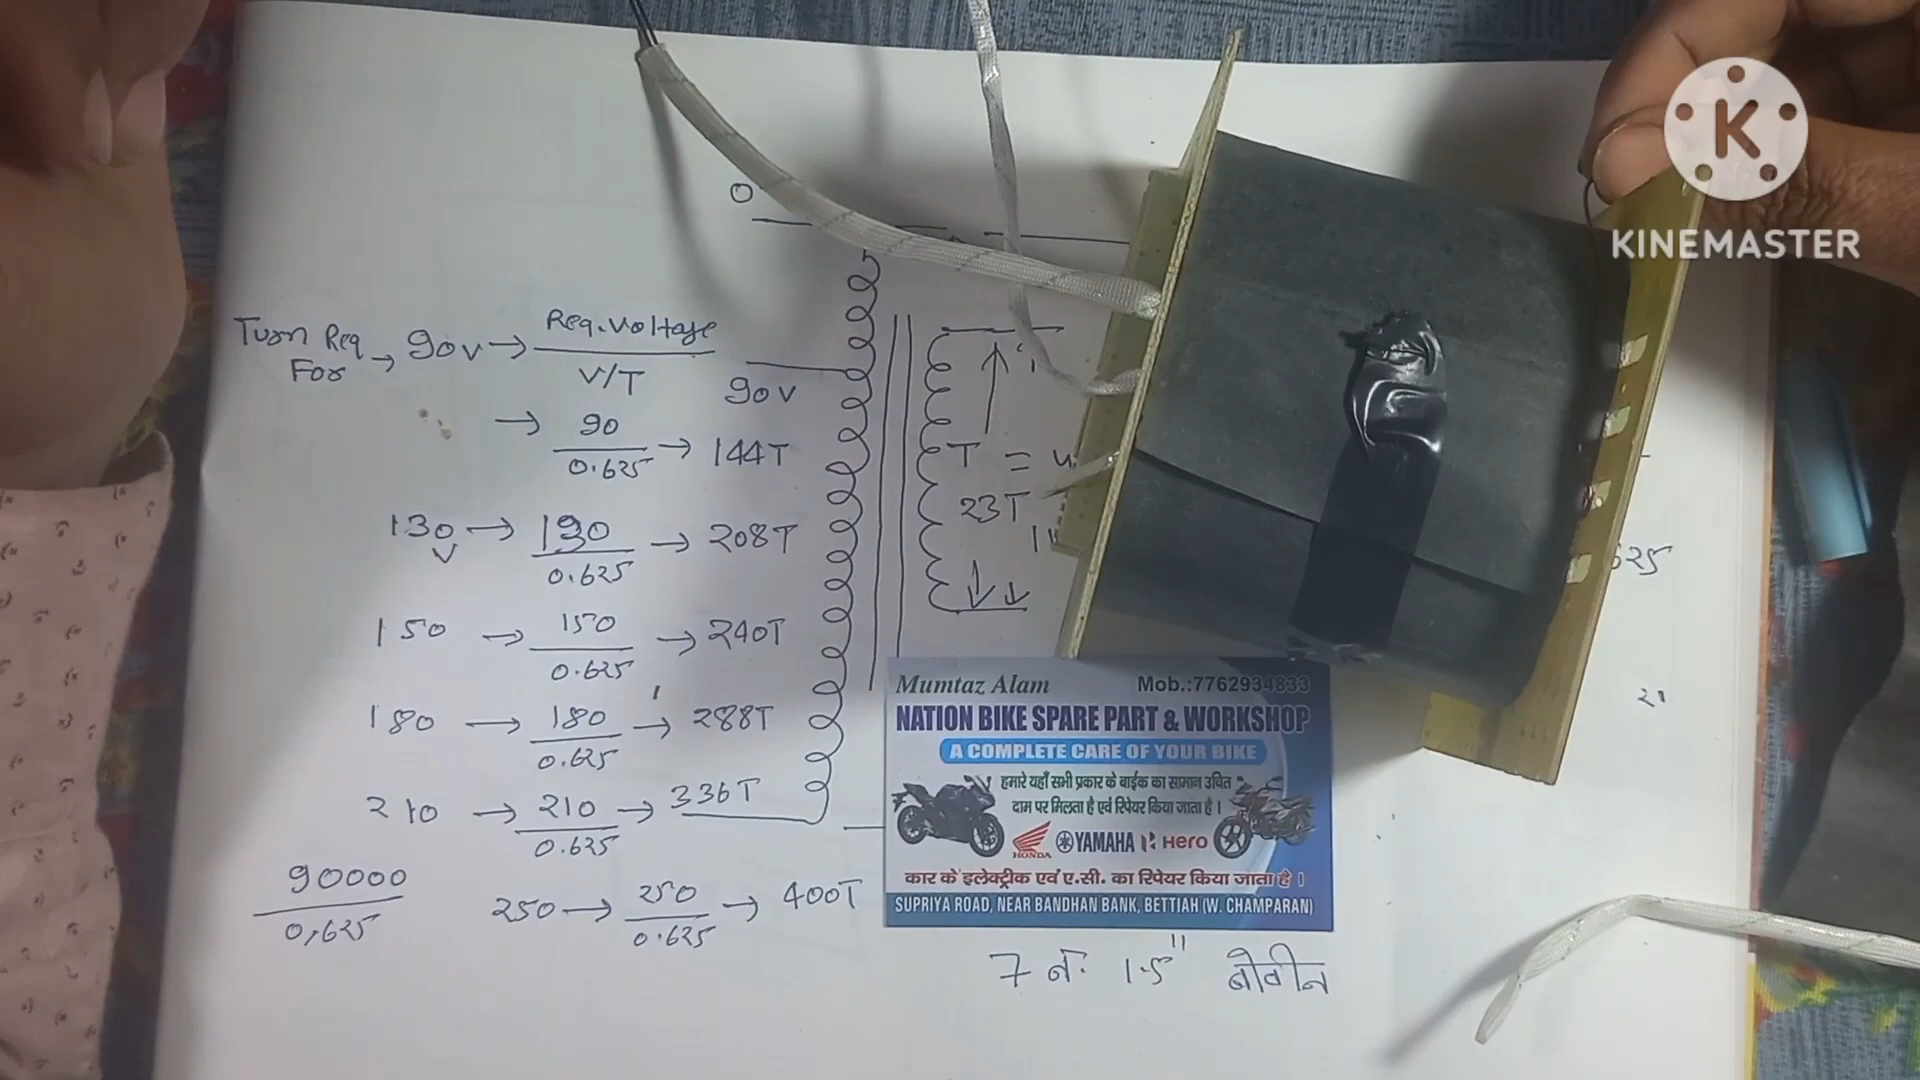 KINEMASTER
0
Turn Req For → 90v → Req. Voltage / V/T
90v
→ 90 / 0.625 → 144T
130 v → 130 / 0.625 → 208T
150 → 150 / 0.625 → 240T
180 → 180 / 0.625 → 288T
210 → 210 / 0.625 → 336T
250 → 250 / 0.625 → 400T
90000 / 0.625
T =
23T
625
21
Mumtaz Alam Mob.:7762934833
NATION BIKE SPARE PART & WORKSHOP
A COMPLETE CARE OF YOUR BIKE
हमारे यहाँ सभी प्रकार के बाईक का सामान उचित
दाम पर मिलता है एवं रिपेयर किया जाता है।
HONDA YAMAHA Hero
कार के इलेक्ट्रीक एवं ए.सी. का रिपेयर किया जाता है।
SUPRIYA ROAD, NEAR BANDHAN BANK, BETTIAH (W. CHAMPARAN)
7 नं. 1.5" बोवीन